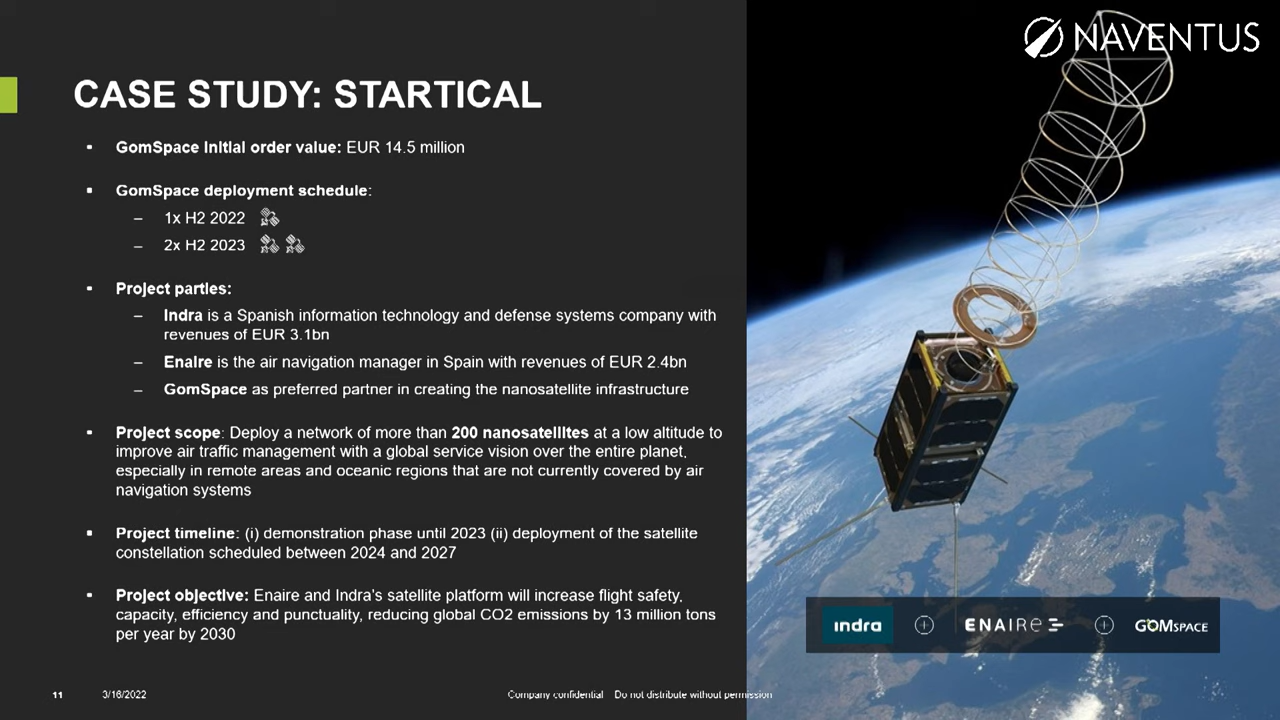 NAVENTUS
CASE STUDY: STARTICAL
▪ GomSpace initial order value: EUR 14.5 million
▪ GomSpace deployment schedule:
– 1x H2 2022
– 2x H2 2023
▪ Project parties:
– Indra is a Spanish information technology and defense systems company with
revenues of EUR 3.1bn
– Enaire is the air navigation manager in Spain with revenues of EUR 2.4bn
– GomSpace as preferred partner in creating the nanosatellite infrastructure
▪ Project scope: Deploy a network of more than 200 nanosatellites at a low altitude to
improve air traffic management with a global service vision over the entire planet,
especially in remote areas and oceanic regions that are not currently covered by air
navigation systems
▪ Project timeline: (i) demonstration phase until 2023 (ii) deployment of the satellite
constellation scheduled between 2024 and 2027
▪ Project objective: Enaire and Indra's satellite platform will increase flight safety,
capacity, efficiency and punctuality, reducing global CO2 emissions by 13 million tons
per year by 2030
indra + ENAIRE + GOMSPACE
11 3/16/2022 Company confidential Do not distribute without permission